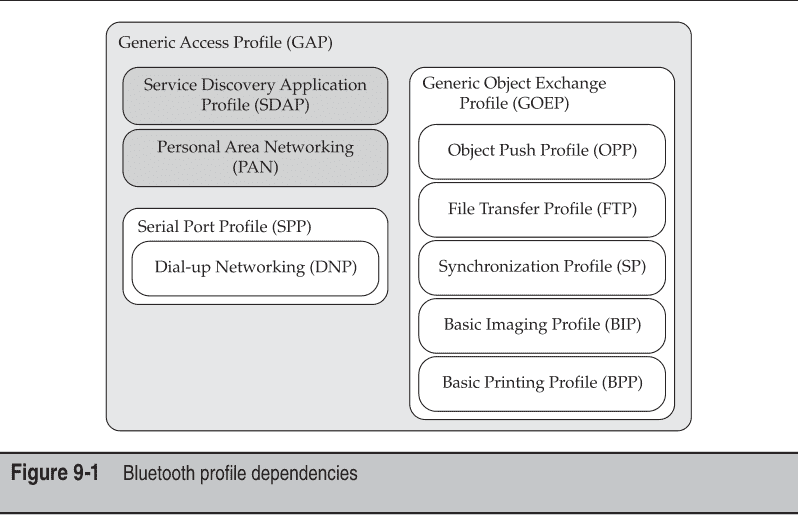 Generic Access Profile (GAP)
Service Discovery Application
Profile (SDAP)
Personal Area Networking
(PAN)
Serial Port Profile (SPP)
Dial-up Networking (DNP)
Generic Object Exchange
Profile (GOEP)
Object Push Profile (OPP)
File Transfer Profile (FTP)
Synchronization Profile (SP)
Basic Imaging Profile (BIP)
Basic Printing Profile (BPP)
Figure 9-1 Bluetooth profile dependencies